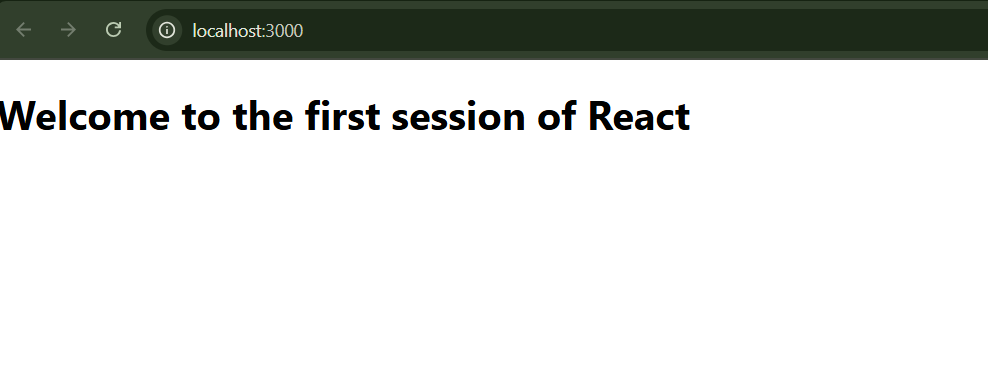 localhost:3000
Welcome to the first session of React